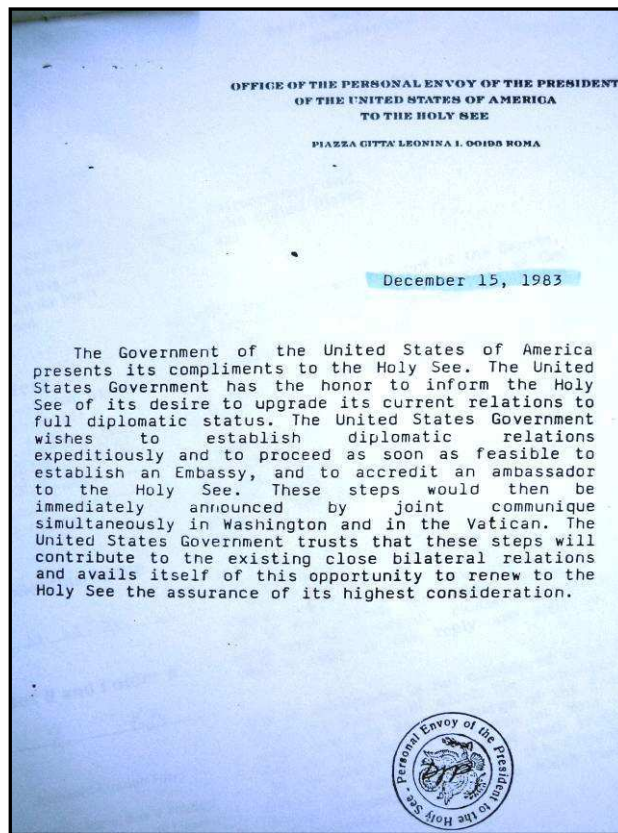 OFFICE OF THE PERSONAL ENVOY OF THE PRESIDENT
OF THE UNITED STATES OF AMERICA
TO THE HOLY SEE
PIAZZA CITTA' LEONINA 1. 00193 ROMA
December 15, 1983
The Government of the United States of America
presents its compliments to the Holy See. The United
States Government has the honor to inform the Holy
See of its desire to upgrade its current relations to
full diplomatic status. The United States Government
wishes to establish diplomatic relations
expeditiously and to proceed as soon as feasible to
establish an Embassy, and to accredit an ambassador
to the Holy See. These steps would then be
immediately announced by joint communique
simultaneously in Washington and in the Vatican. The
United States Government trusts that these steps will
contribute to the existing close bilateral relations
and avails itself of this opportunity to renew to the
Holy See the assurance of its highest consideration.
Personal Envoy of the President to the Holy See -